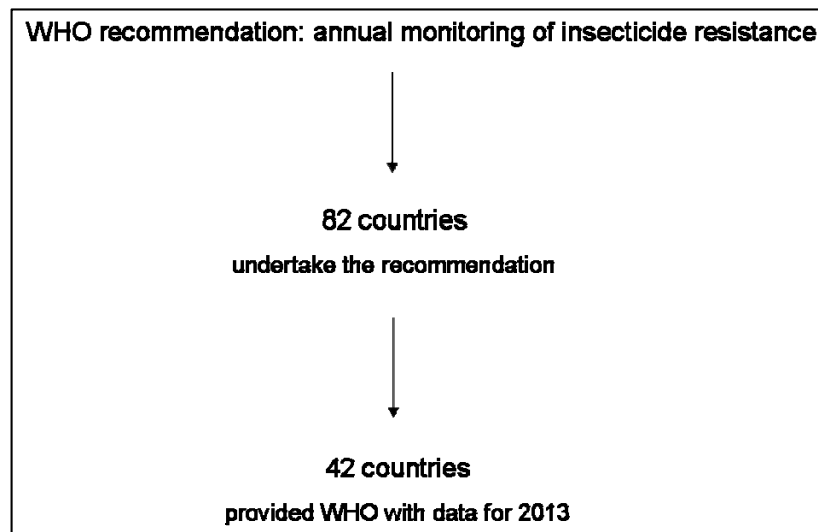 WHO recommendation: annual monitoring of insecticide resistance
82 countries
undertake the recommendation
42 countries
provided WHO with data for 2013